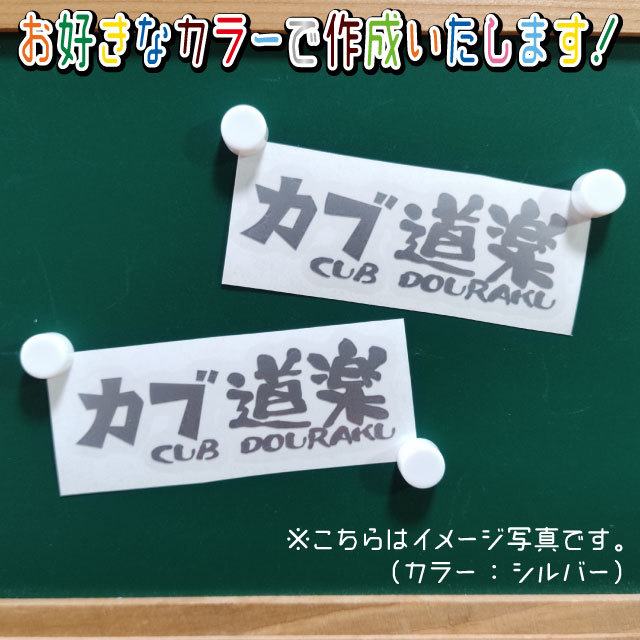 お好きなカラーで作成いたします!
カブ道楽
CUB DOURAKU
カブ道楽
CUB DOURAKU
※こちらはイメージ写真です。
(カラー：シルバー)